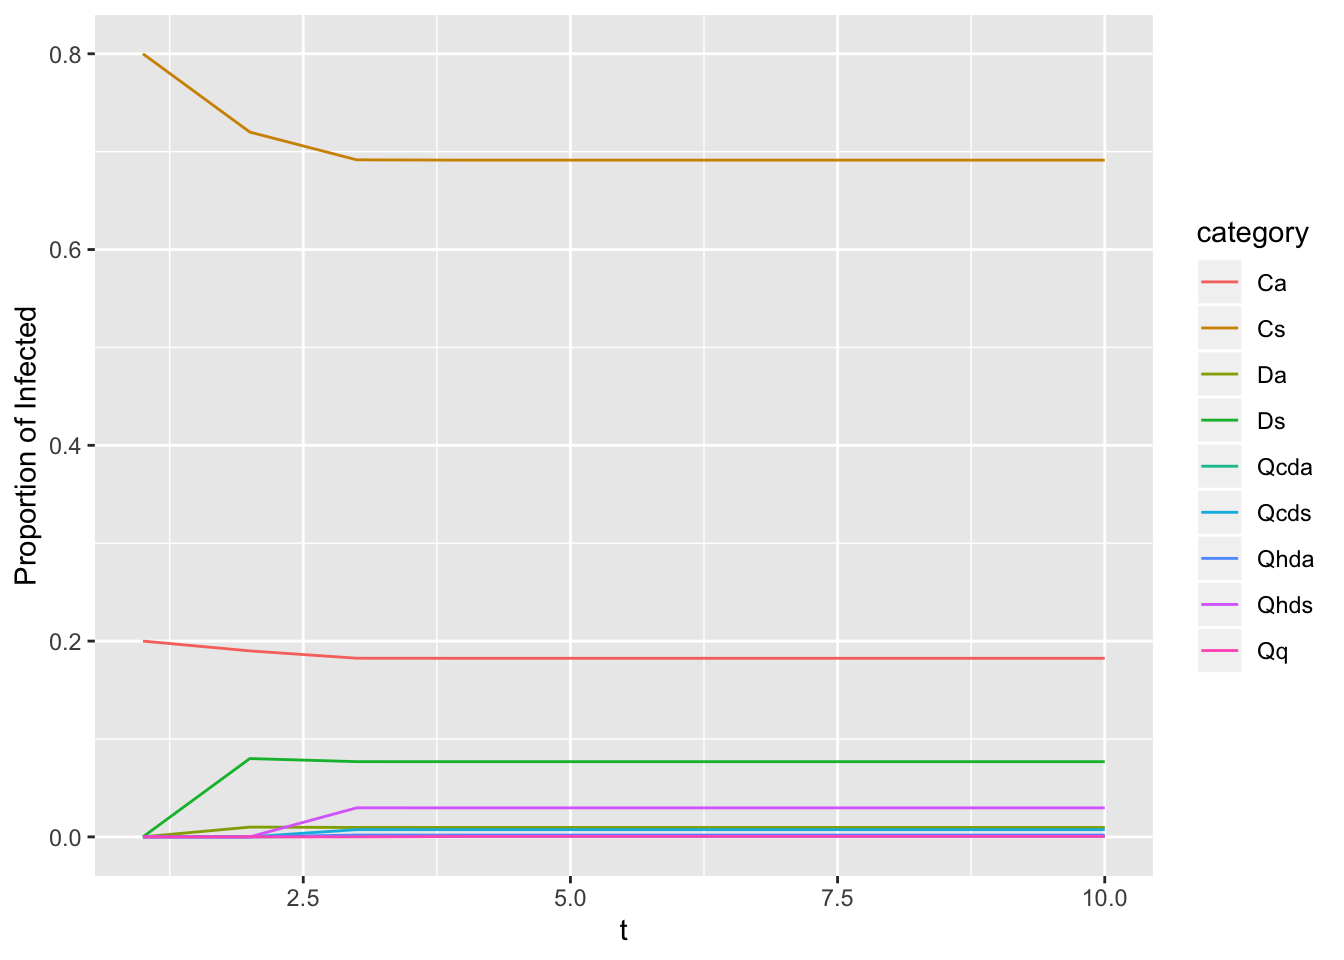 0.8
0.6
0.4
0.2
0.0
Proportion of Infected
2.5 5.0 7.5 10.0
t
category
Ca
Cs
Da
Ds
Qcda
Qcds
Qhda
Qhds
Qq